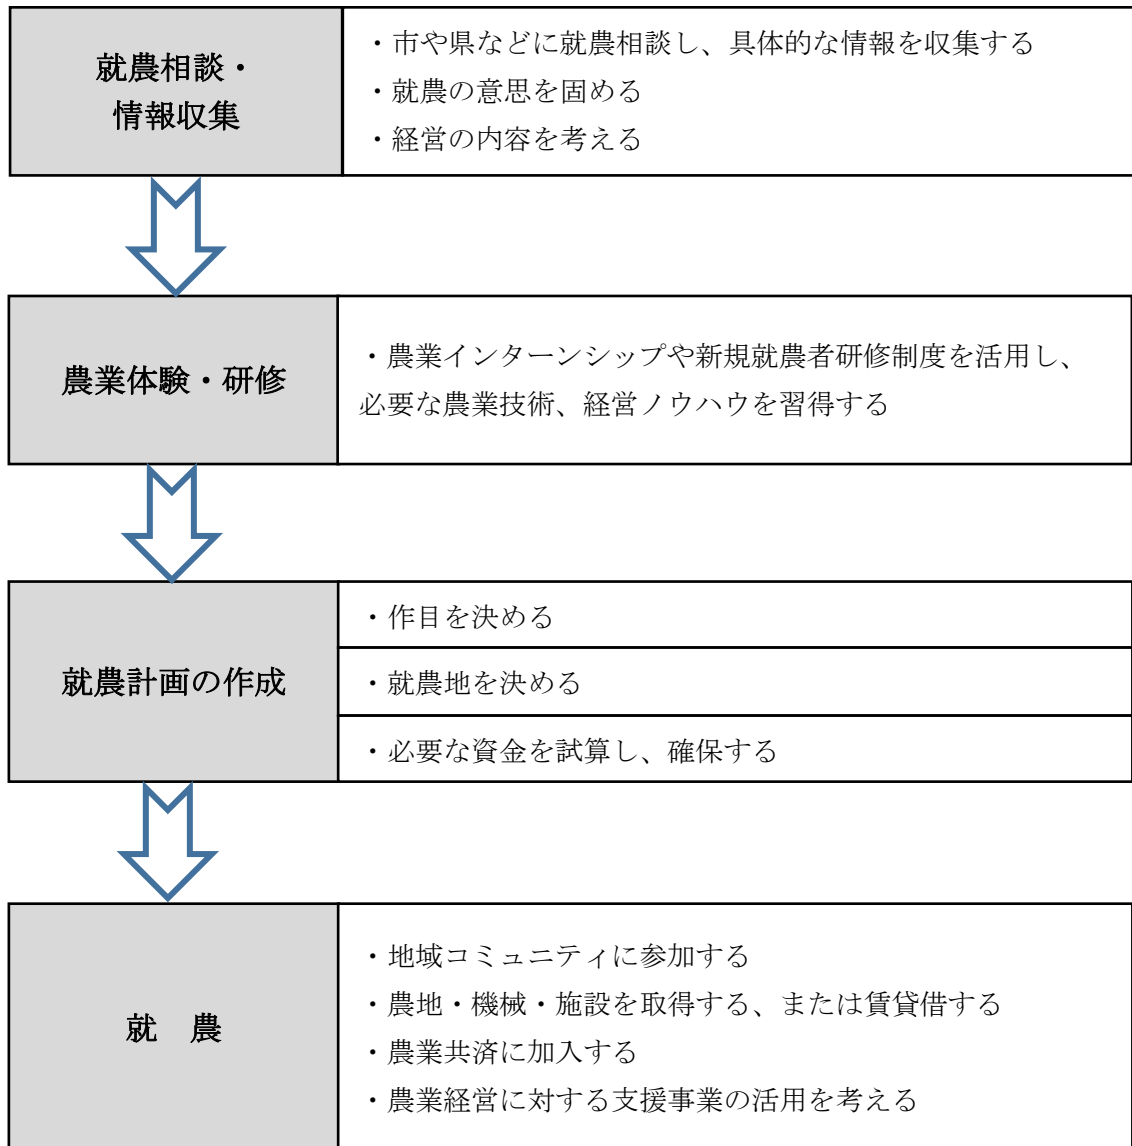 就農相談・
情報収集
・市や県などに就農相談し、具体的な情報を収集する
・就農の意思を固める
・経営の内容を考える
農業体験・研修
・農業インターンシップや新規就農者研修制度を活用し、
必要な農業技術、経営ノウハウを習得する
就農計画の作成
・作目を決める
・就農地を決める
・必要な資金を試算し、確保する
就　農
・地域コミュニティに参加する
・農地・機械・施設を取得する、または賃貸借する
・農業共済に加入する
・農業経営に対する支援事業の活用を考える